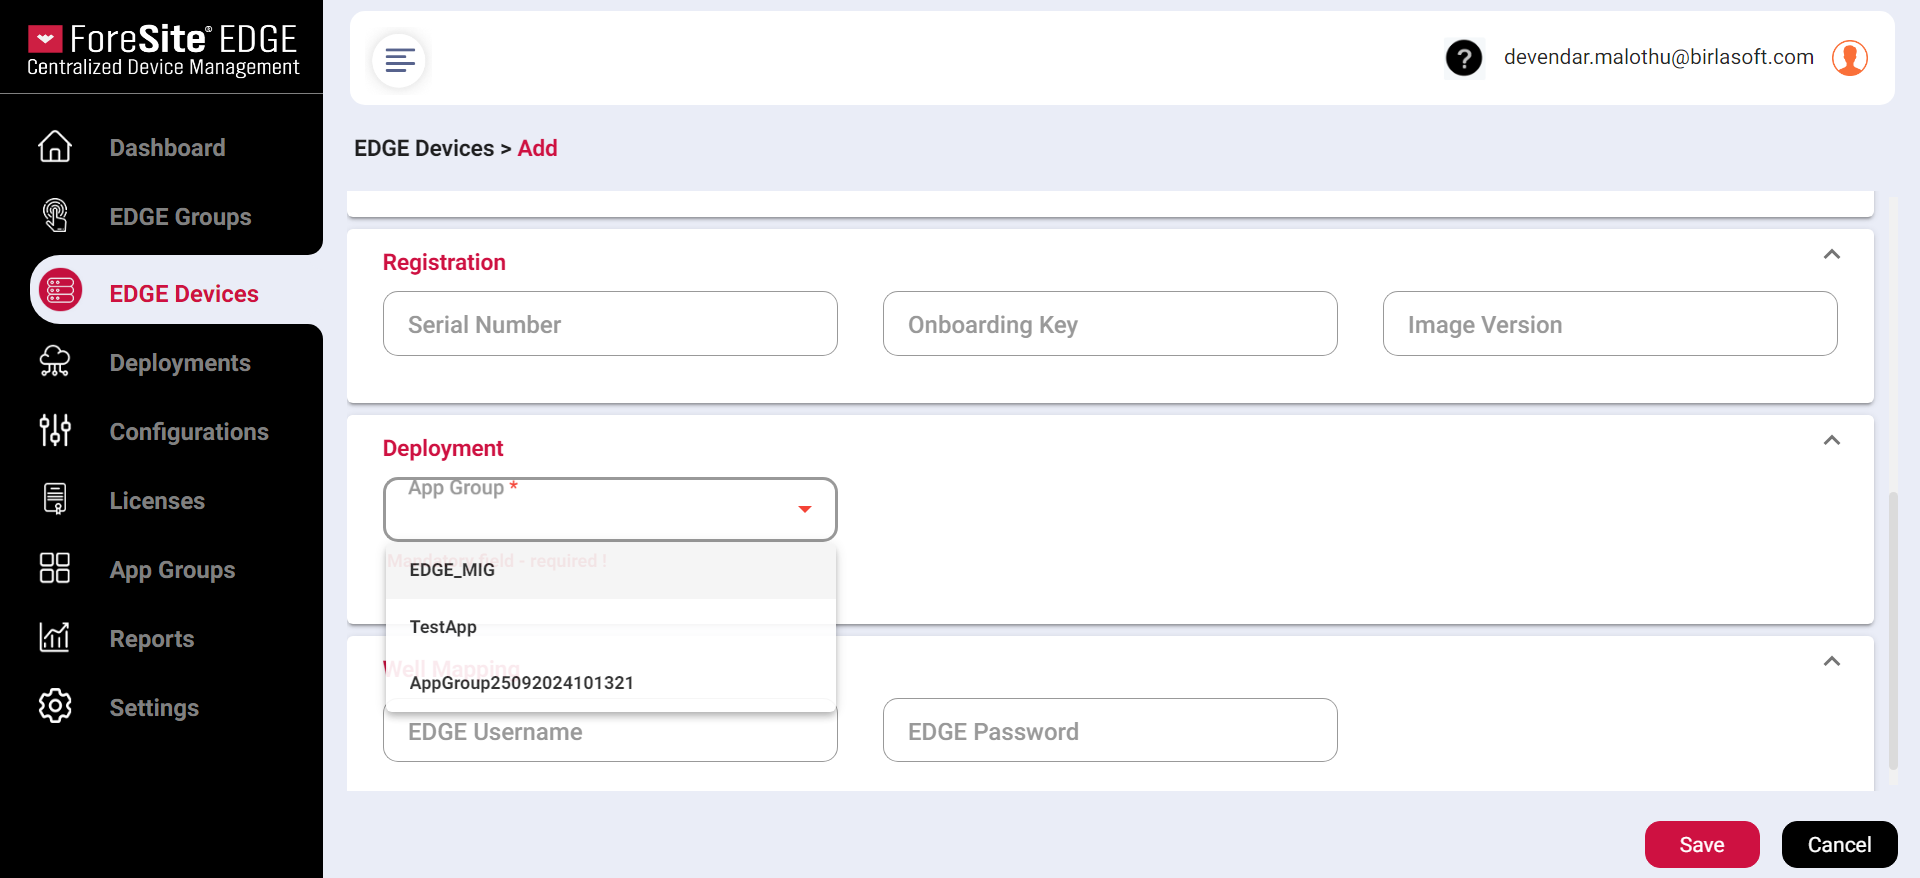 ForeSite® EDGE
Centralized Device Management
?
devendar.malothu@birlasoft.com
Dashboard
EDGE Groups
EDGE Devices
Deployments
Configurations
Licenses
App Groups
Reports
Settings
EDGE Devices > Add
Registration
Serial Number
Onboarding Key
Image Version
Deployment
App Group *
Mandatory field - required !
EDGE_MIG
TestApp
Well Mapping
AppGroup25092024101321
EDGE Username
EDGE Password
Save
Cancel